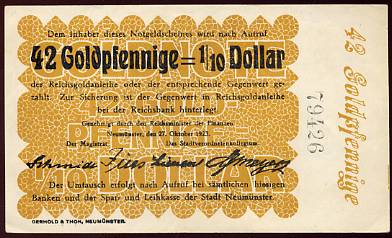 Dem Inhaber dieses Notgeldscheines wird nach Aufruf
42 Goldpfennige = 1/10 Dollar
der Reichsgoldanleihe oder der entsprechende Gegenwert ge-
zahlt. Zur Sicherung ist der Gegenwert in Reichsgoldanleihe
bei der Reichsbank hinterlegt.
Genehmigt durch den Reichsminister der Finanzen.
Neumünster, den 27. Oktober 1923.
Der Magistrat Das Stadtverordnetenkollegium
Schmidt
Der Umtausch erfolgt nach Aufruf bei sämtlichen hiesigen
Banken und der Spar- und Leihkasse der Stadt Neumünster.
GERHOLD & THON, NEUMÜNSTER.
79426
42 Goldpfennige